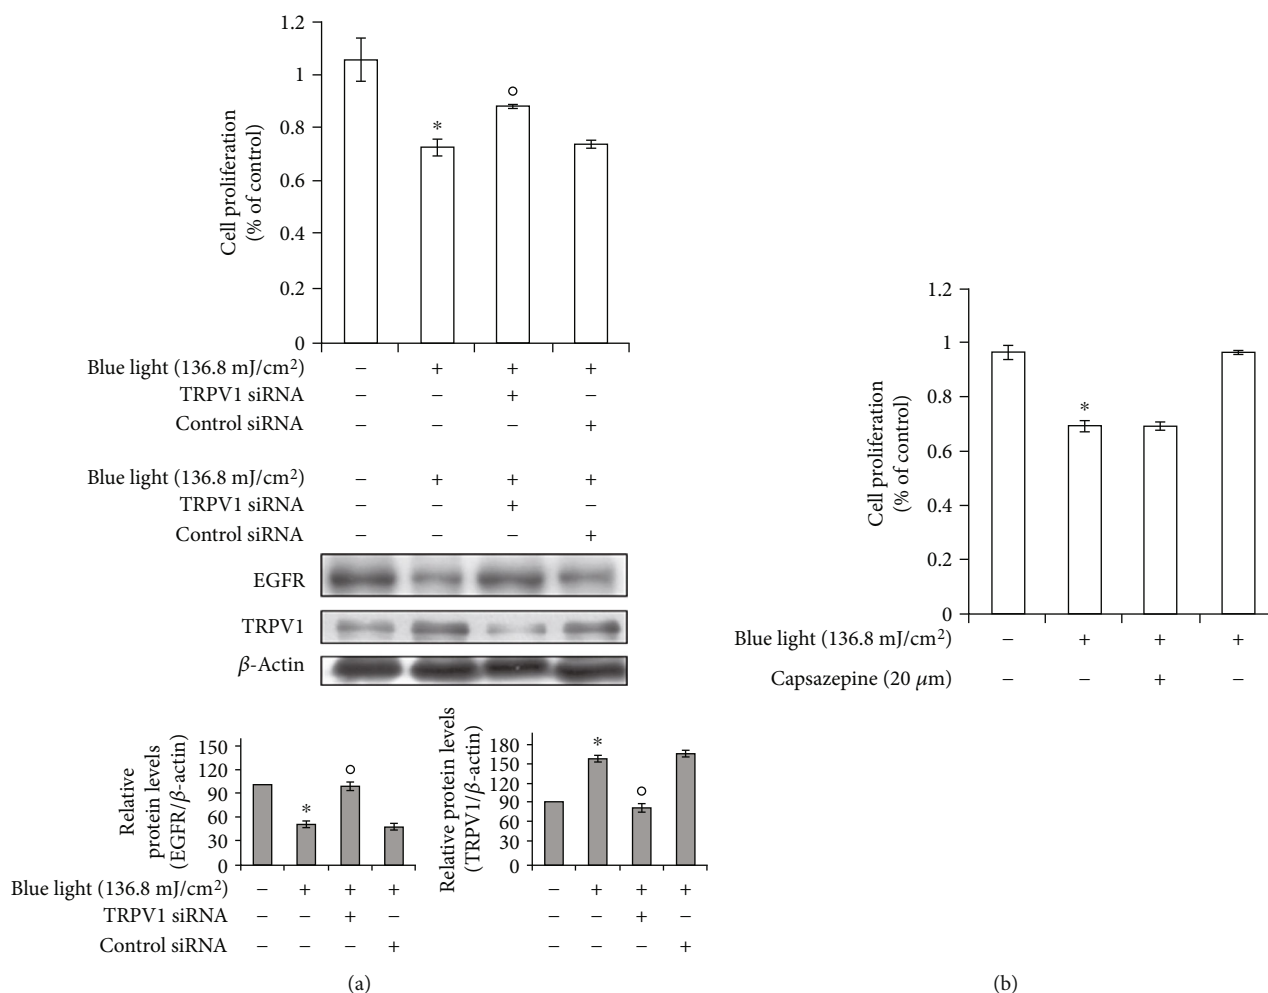 Cell proliferation
(% of control)
1.2
1
0.8
0.6
0.4
0.2
0
*
○
Blue light (136.8 mJ/cm²) − + + +
TRPV1 siRNA − − + −
Control siRNA − − − +
Blue light (136.8 mJ/cm²) − + + +
TRPV1 siRNA − − + −
Control siRNA − − − +
EGFR
TRPV1
β-Actin
Relative
protein levels
(EGFR/β-actin)
150
120
90
60
30
0
*
○
Blue light (136.8 mJ/cm²) − + + +
TRPV1 siRNA − − + −
Control siRNA − − − +
Relative protein levels
(TRPV1/β-actin)
180
150
120
90
60
30
0
*
○
− + + +
− − + −
− − − +
(a)
Cell proliferation
(% of control)
1.2
1
0.8
0.6
0.4
0.2
0
*
Blue light (136.8 mJ/cm²) − + + +
Capsazepine (20 μm) − − + −
(b)